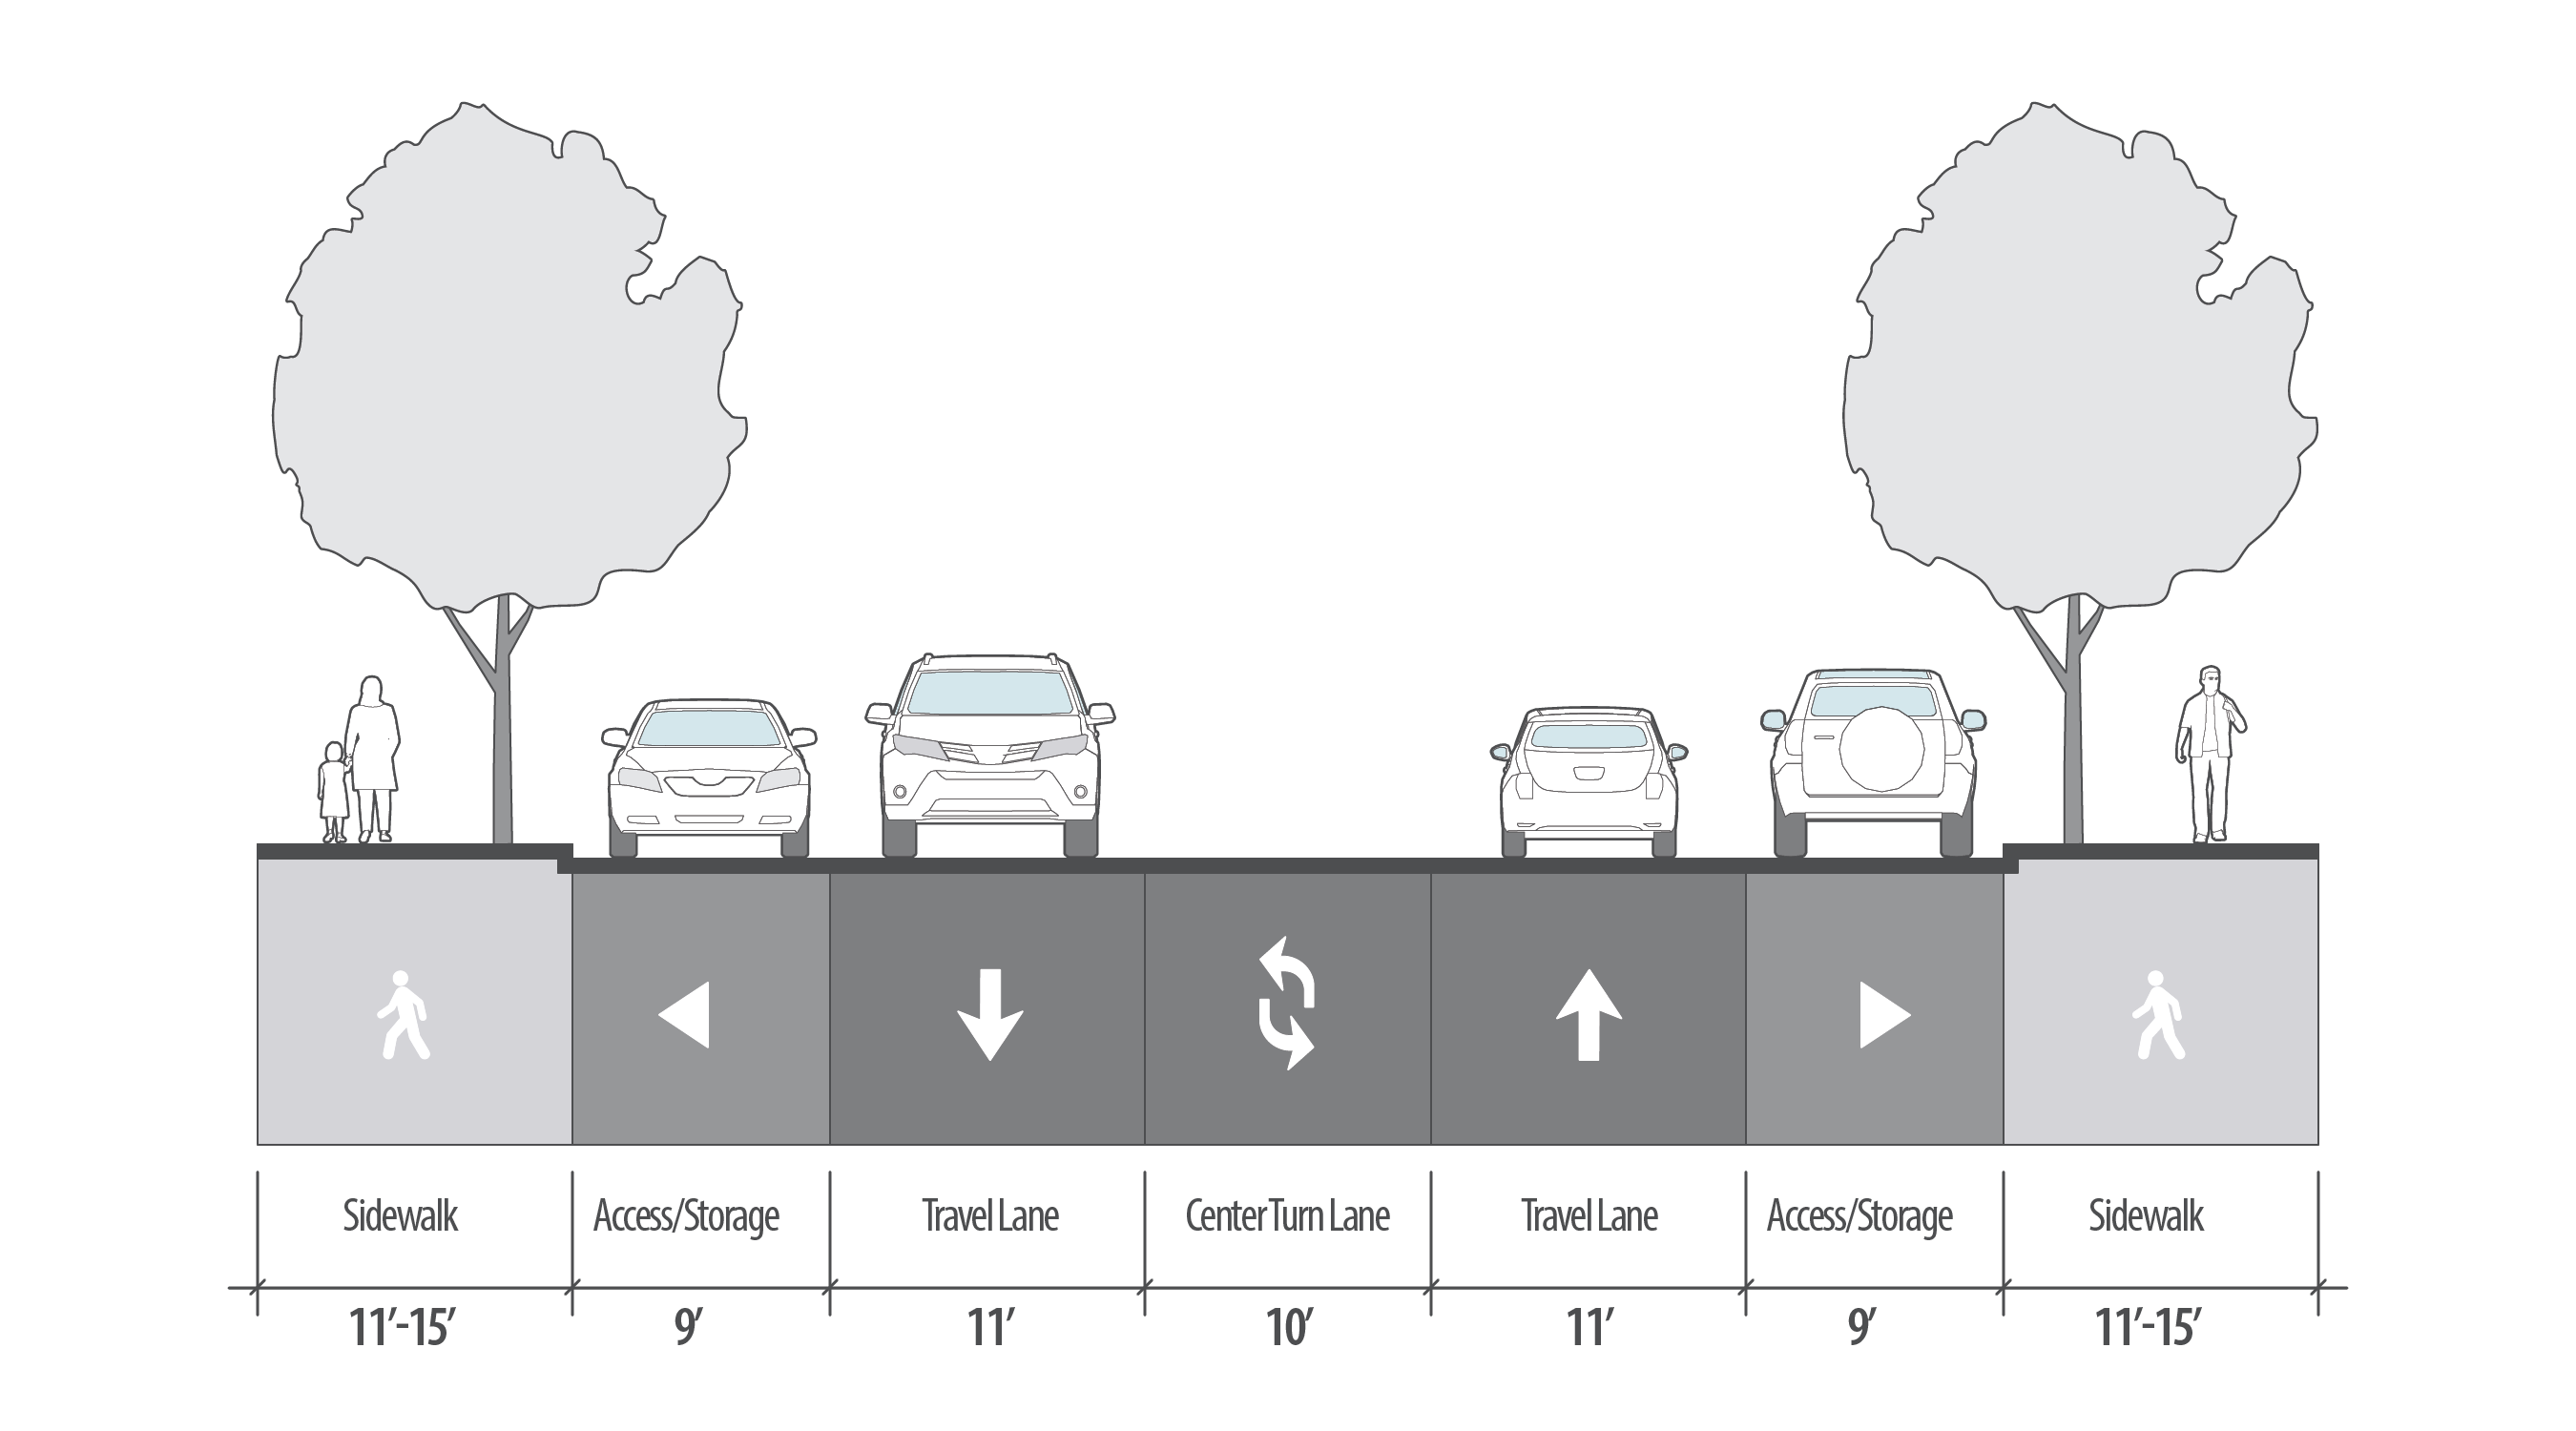 Sidewalk Access/Storage Travel Lane Center Turn Lane Travel Lane Access/Storage Sidewalk
11′-15′ 9′ 11′ 10′ 11′ 9′ 11′-15′